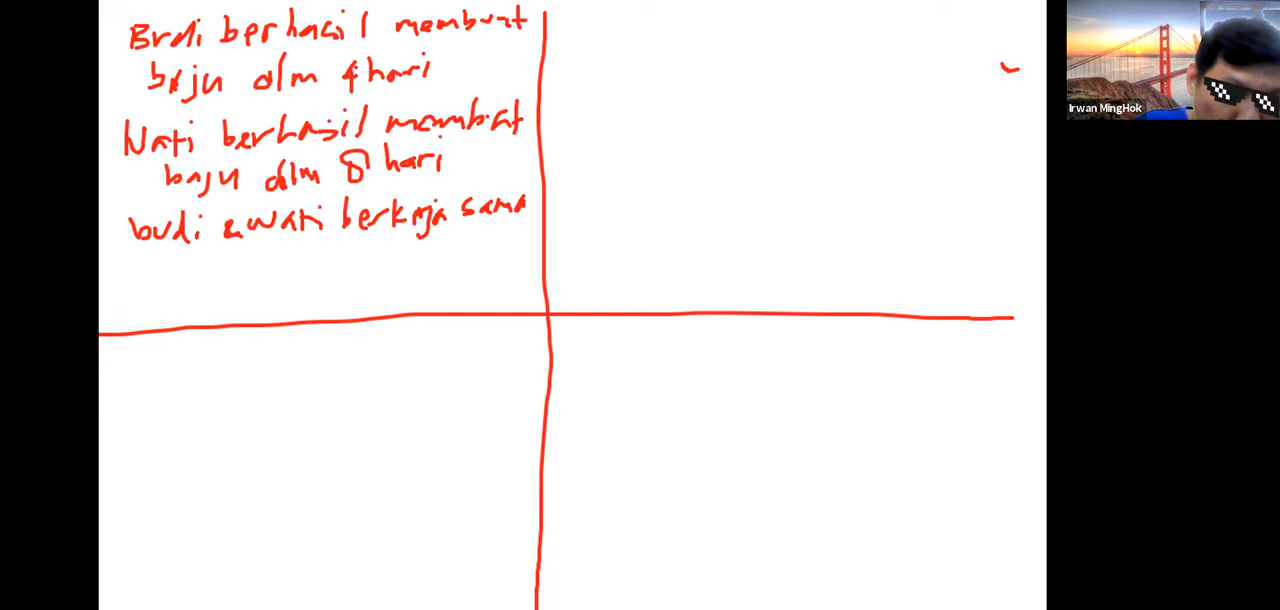 Budi berhasil membuat
baju dlm 4 hari
Wati berhasil membuat
baju dlm 8 hari
budi & wati berkerja sama
Irwan MingHok